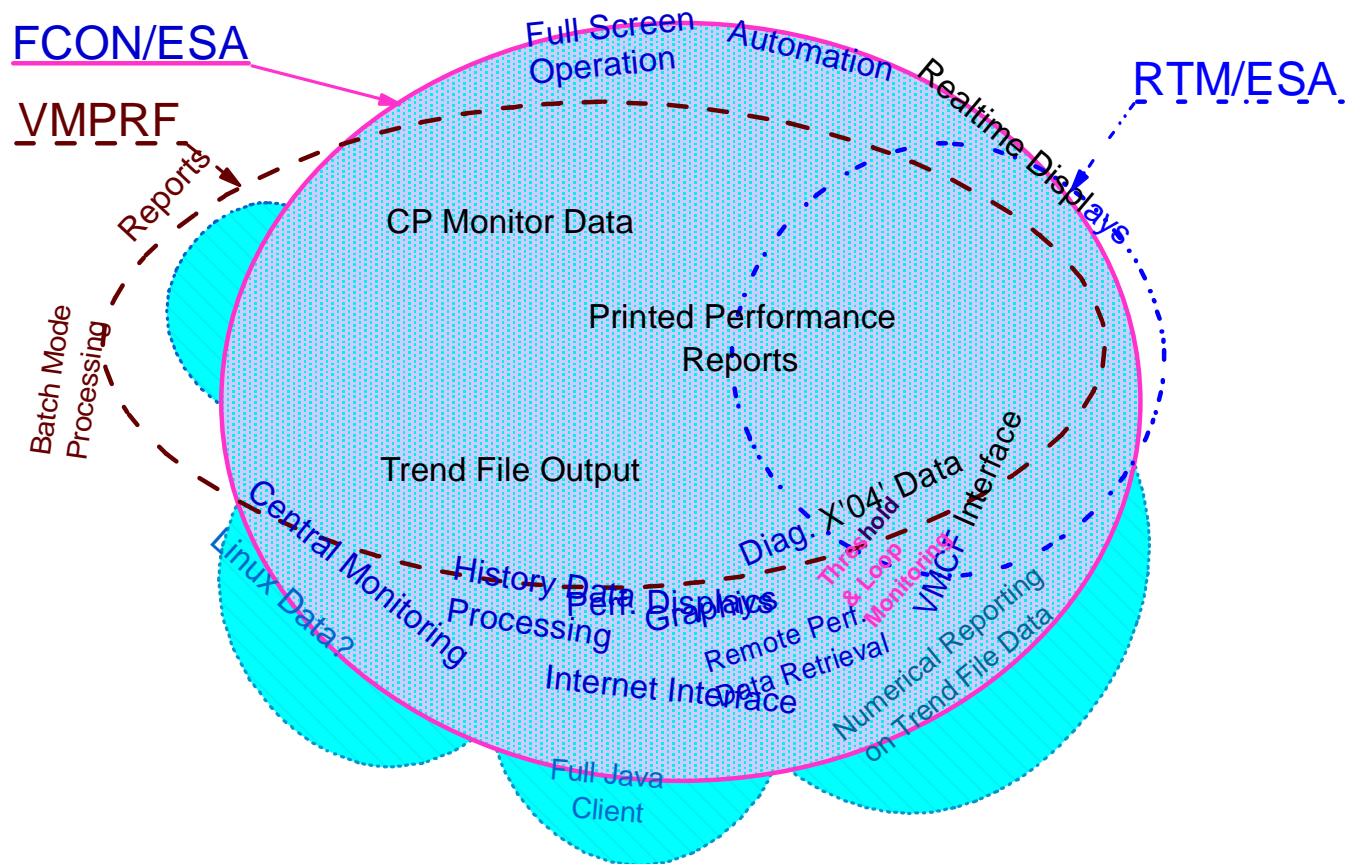 FCON/ESA
VMPRF
Full Screen
Operation
Automation
Realtime Displays
RTM/ESA
Reports
CP Monitor Data
Printed Performance
Reports
Batch Mode
Processing
Trend File Output
Diag. X'04' Data
Threshold
& Loop
Monitoring
VMCF Interface
Central Monitoring
Linux Data?
History Data
Processing
Perf. Displays
Graphics
Internet Interface
Remote Perf.
Data Retrieval
Numerical Reporting
on Trend File Data
Full Java
Client